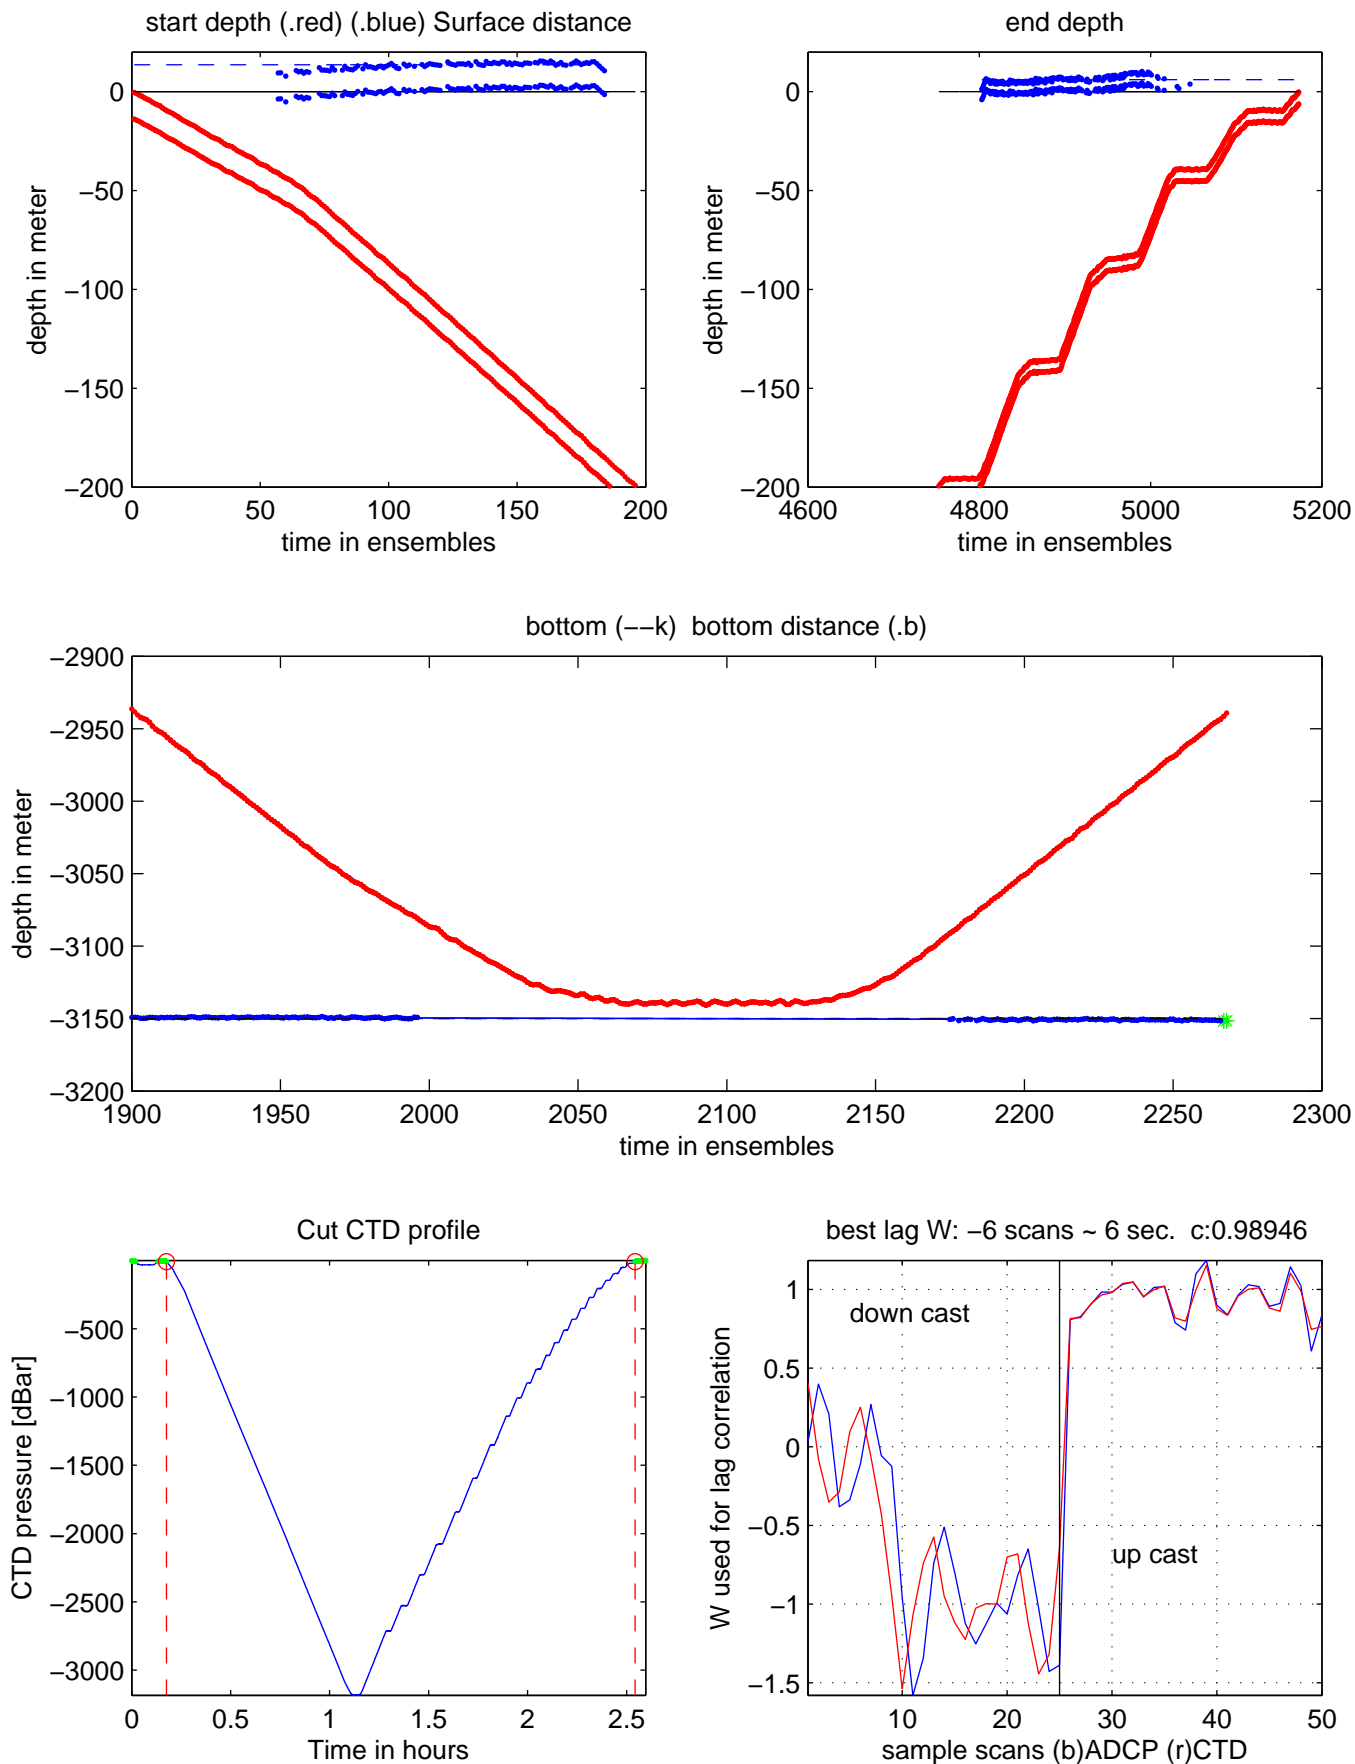 start depth (.red) (.blue) Surface distance
end depth
0
−50
−100
−150
−200
depth in meter
0 50 100 150 200
time in ensembles
0
−50
−100
−150
−200
depth in meter
4600 4800 5000 5200
time in ensembles
bottom (−−k)  bottom distance (.b)
−2900
−2950
−3000
−3050
−3100
−3150
−3200
depth in meter
1900 1950 2000 2050 2100 2150 2200 2250 2300
time in ensembles
Cut CTD profile
−500
−1000
−1500
−2000
−2500
−3000
CTD pressure [dBar]
0 0.5 1 1.5 2 2.5
Time in hours
best lag W: −6 scans ~ 6 sec.  c:0.98946
1
0.5
0
−0.5
−1
−1.5
W used for lag correlation
down cast
up cast
10 20 30 40 50
sample scans (b)ADCP (r)CTD